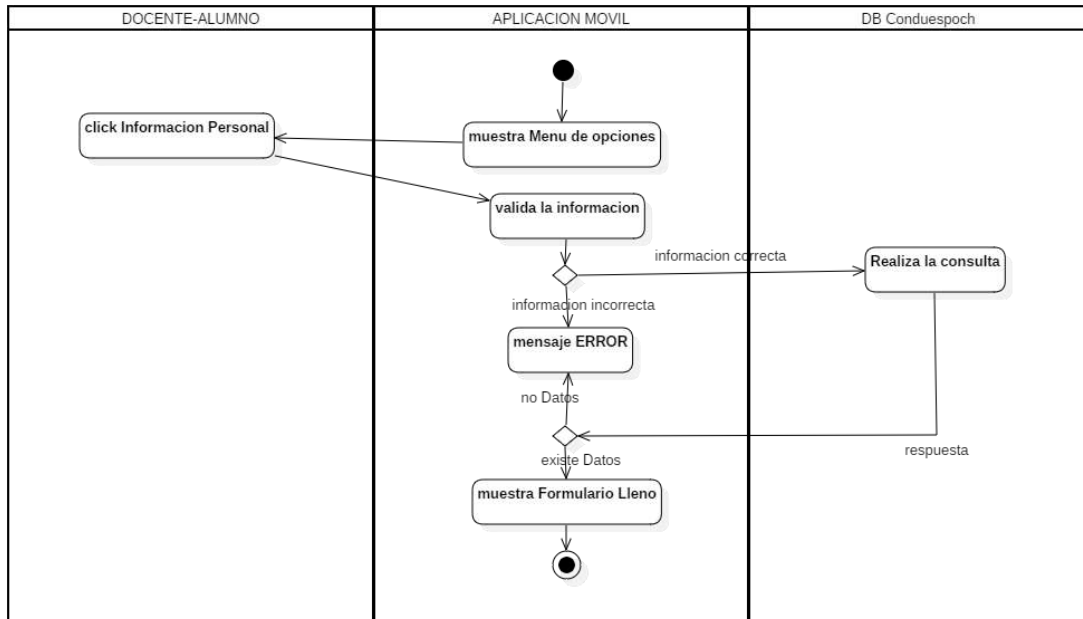 DOCENTE-ALUMNO
APLICACION MOVIL
DB Conduespoch
click Informacion Personal
muestra Menu de opciones
valida la informacion
informacion correcta
Realiza la consulta
informacion incorrecta
mensaje ERROR
no Datos
respuesta
existe Datos
muestra Formulario Lleno